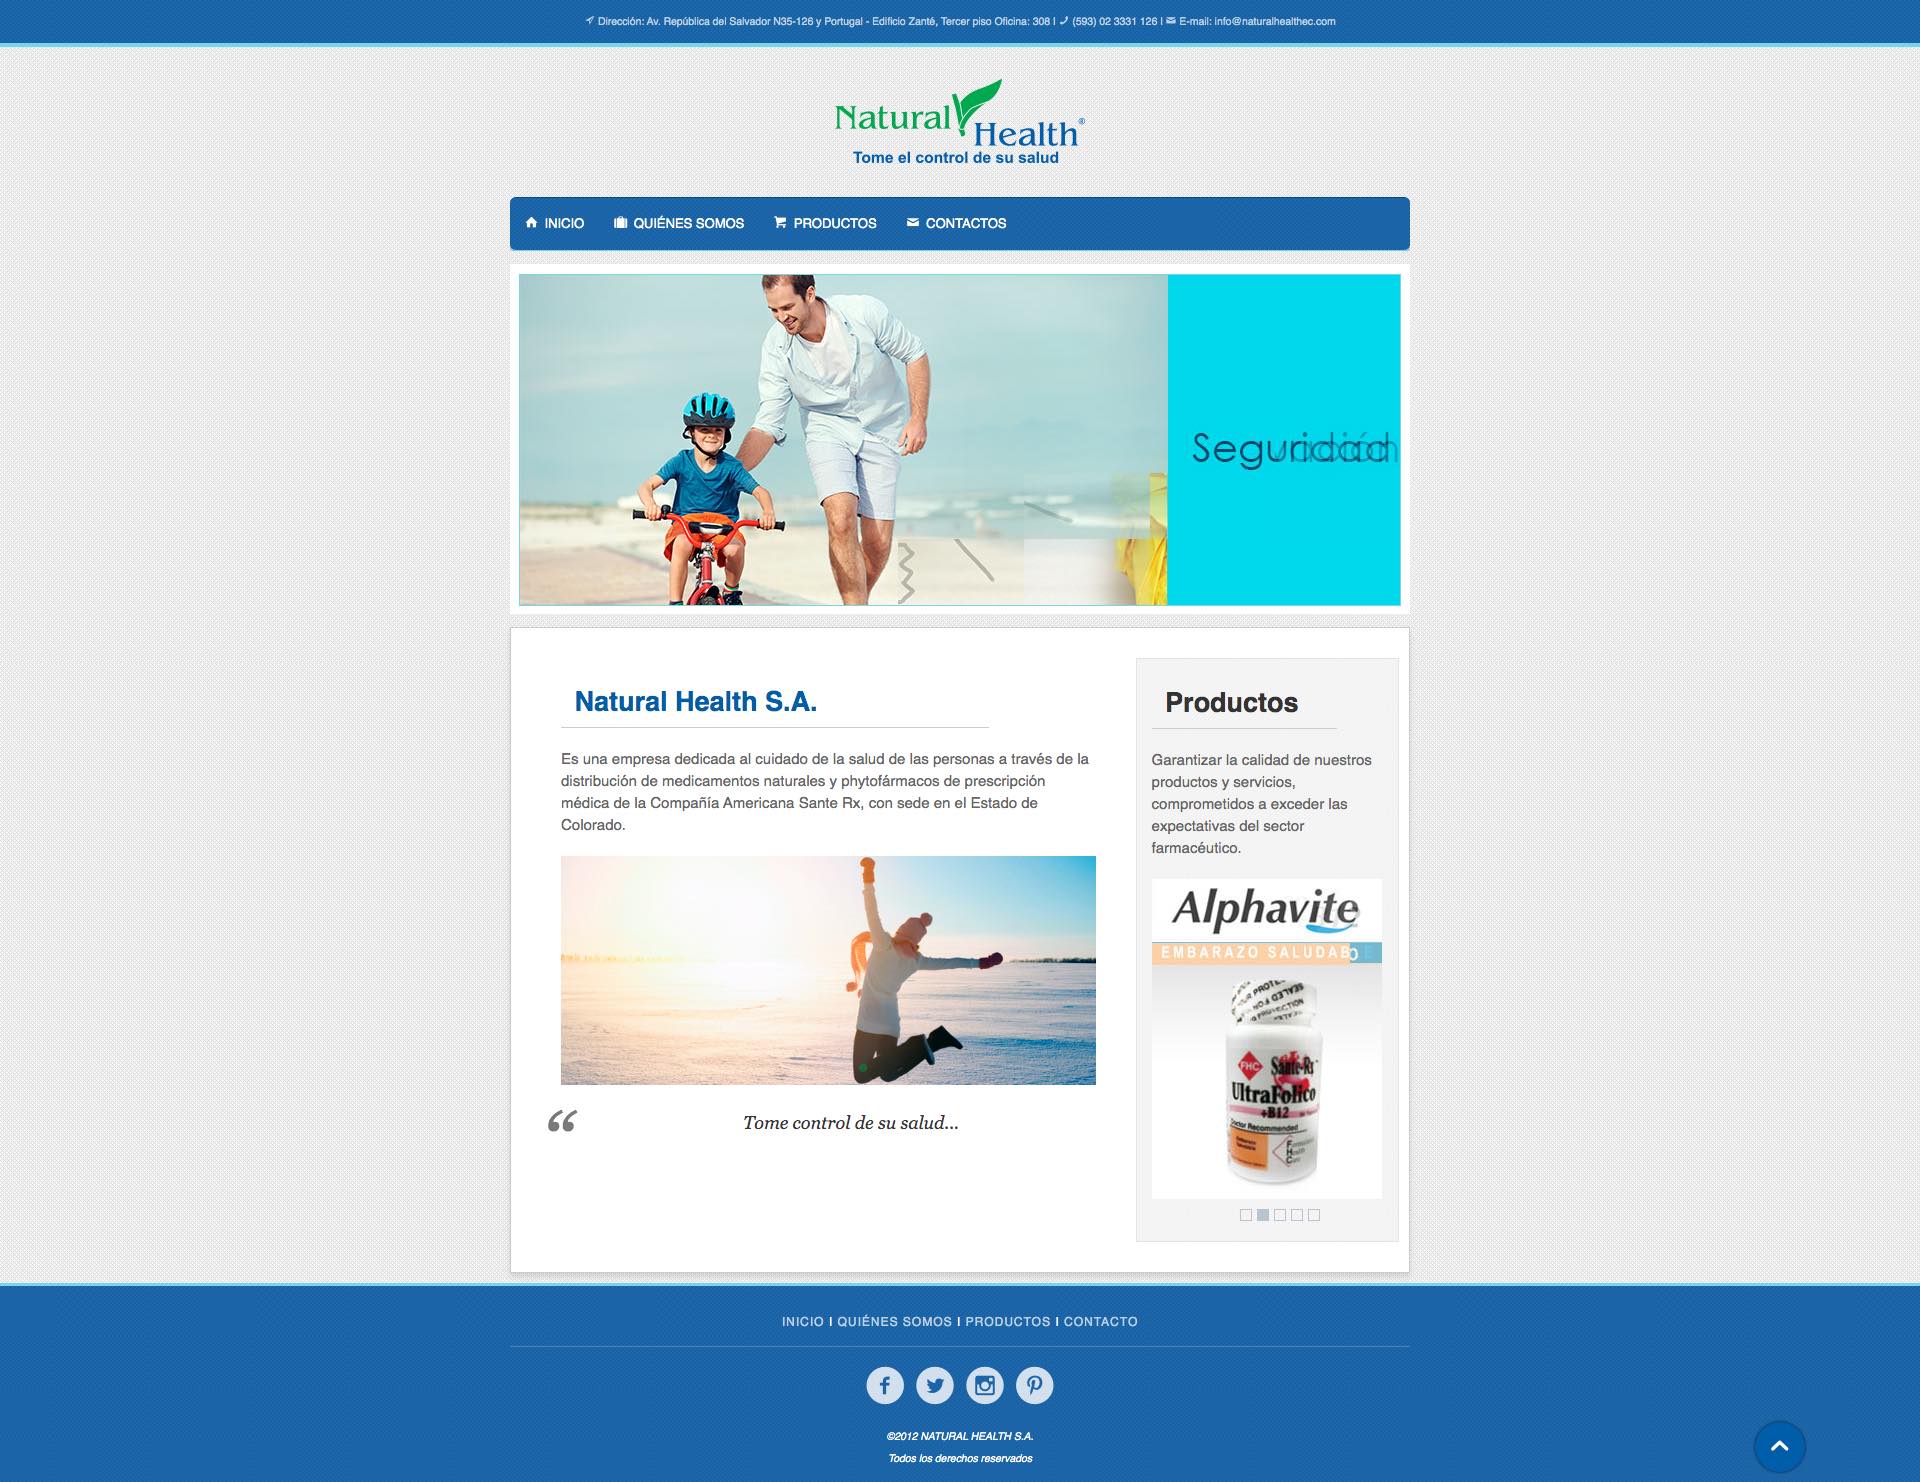 Dirección: Av. República del Salvador N35-126 y Portugal - Edificio Zanté, Tercer piso Oficina: 308 I (593) 02 3331 126 I E-mail: info@naturalhealthec.com
Natural Health®
Tome el control de su salud
INICIO QUIÉNES SOMOS PRODUCTOS CONTACTOS
Seguridad
Natural Health S.A.
Es una empresa dedicada al cuidado de la salud de las personas a través de la
distribución de medicamentos naturales y phytofármacos de prescripción
médica de la Compañía Americana Sante Rx, con sede en el Estado de
Colorado.
Tome control de su salud...
Productos
Garantizar la calidad de nuestros
productos y servicios,
comprometidos a exceder las
expectativas del sector
farmacéutico.
Alphavite
EMBARAZO
FHC
Sante Rx
UltraFolico
+B12
Doctor Recommended
INICIO I QUIÉNES SOMOS I PRODUCTOS I CONTACTO
©2012 NATURAL HEALTH S.A.
Todos los derechos reservados